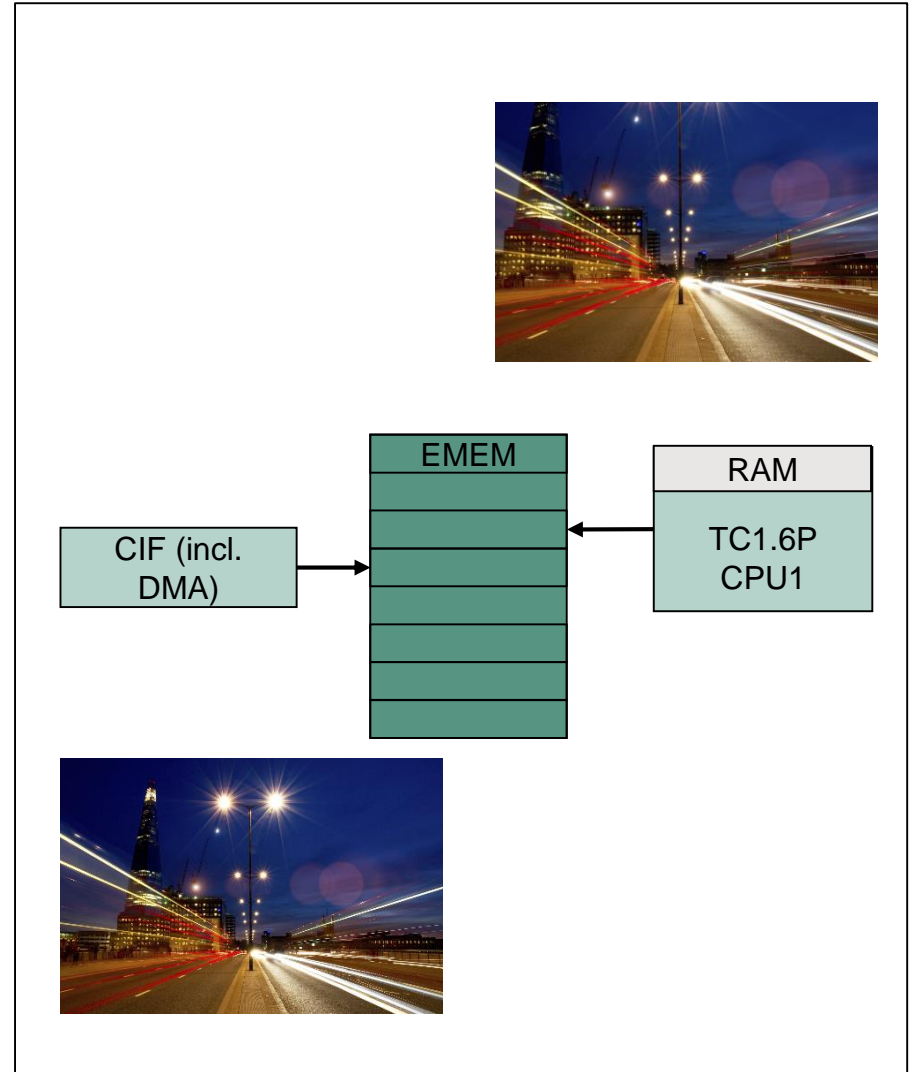 EMEM
RAM
CIF (incl.
DMA)
TC1.6P
CPU1